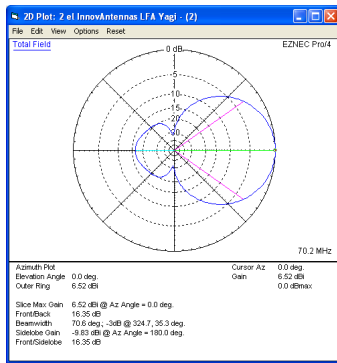 2D Plot: 2 el InnovAntennas LFA Yagi - (2)
File Edit View Options Reset
Total Field
0 dB
EZNEC Pro/4
-5
-10
-15
-20
-30
70.2 MHz
Azimuth Plot
Cursor Az 0.0 deg.
Elevation Angle 0.0 deg.
Gain 6.52 dBi
Outer Ring 6.52 dBi
0.0 dBmax
Slice Max Gain 6.52 dBi @ Az Angle = 0.0 deg.
Front/Back 16.35 dB
Beamwidth 70.6 deg.; -3dB @ 324.7, 35.3 deg.
Sidelobe Gain -9.83 dBi @ Az Angle = 180.0 deg.
Front/Sidelobe 16.35 dB